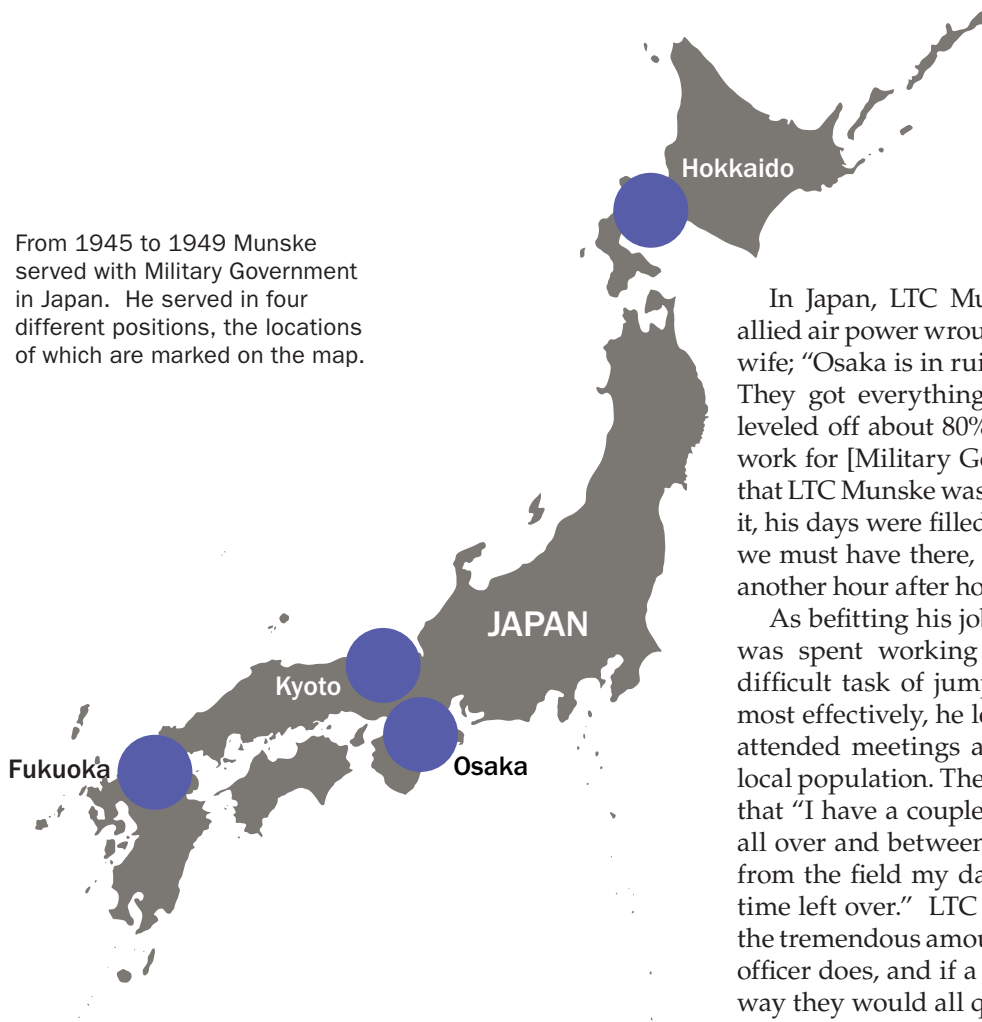 Hokkaido
From 1945 to 1949 Munske
served with Military Government
in Japan. He served in four
different positions, the locations
of which are marked on the map.
JAPAN
Kyoto
Fukuoka
Osaka
In Japan, LTC Mu
allied air power wrou
wife; “Osaka is in rui
They got everything
leveled off about 80%
work for [Military Go
that LTC Munske was
it, his days were filled
we must have there,
another hour after ho
As befitting his job
was spent working
difficult task of jump
most effectively, he le
attended meetings a
local population. The
that “I have a couple
all over and between
from the field my da
time left over.” LTC
the tremendous amou
officer does, and if a
way they would all q